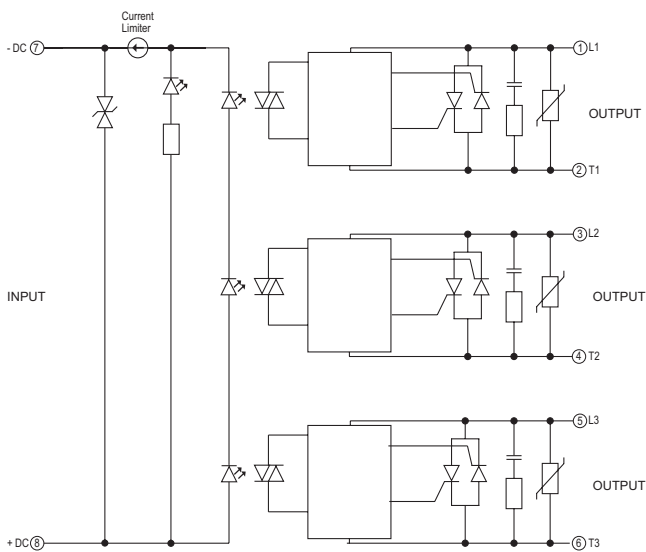 Current
Limiter
- DC 7
1 L1
OUTPUT
2 T1
3 L2
INPUT
OUTPUT
4 T2
5 L3
OUTPUT
+ DC 8
6 T3